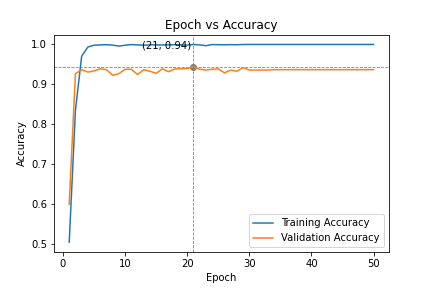 Epoch vs Accuracy
(21, 0.94)
1.0
0.9
0.8
0.7
0.6
0.5
Accuracy
0 10 20 30 40 50
Epoch
Training Accuracy
Validation Accuracy